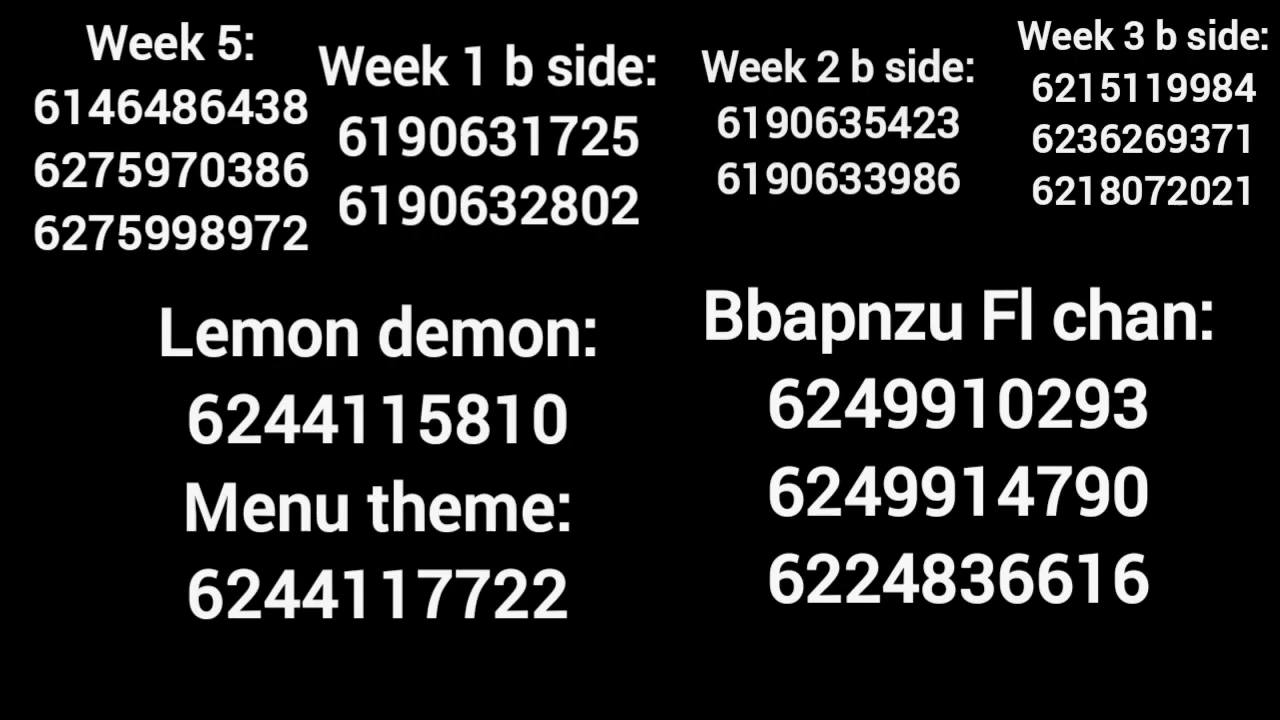 Week 5:
6146486438
6275970386
6275998972
Week 1 b side:
6190631725
6190632802
Week 2 b side:
6190635423
6190633986
Week 3 b side:
6215119984
6236269371
6218072021
Lemon demon:
6244115810
Menu theme:
6244117722
Bbapnzu Fl chan:
6249910293
6249914790
6224836616